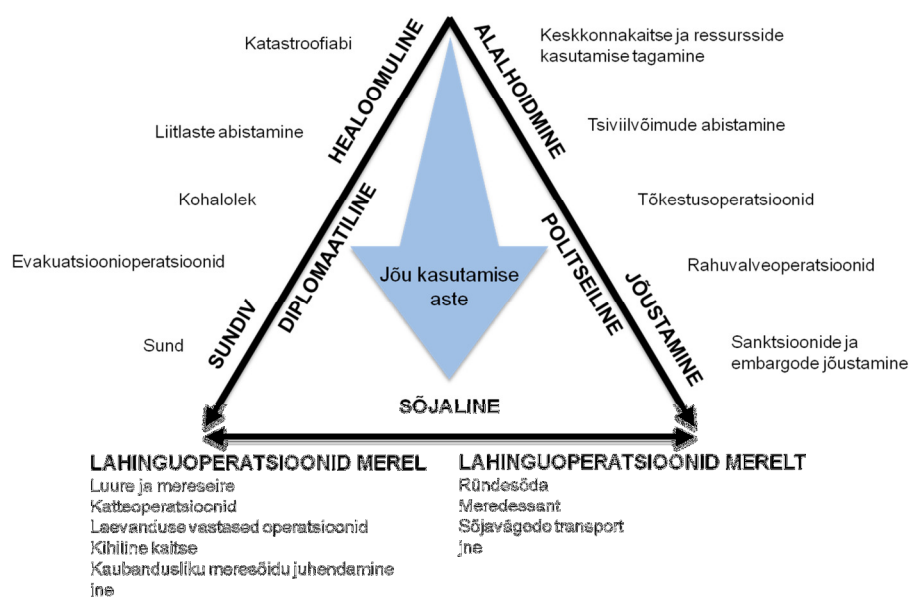 Katastroofiabi
Liitlaste abistamine
Kohalolek
Evakuatsioonioperatsioonid
Sund
HEALOOMULINE
SUNDIV
DIPLOMAATILINE
Jõu kasutamise
aste
ALALHOIDMINE
POLITSEILINE
JÕUSTAMINE
Keskkonnakaitse ja ressursside
kasutamise tagamine
Tsiviilvõimude abistamine
Tõkestusoperatsioonid
Rahuvalveoperatsioonid
Sanktsioonide ja
embargode jõustamine
SÕJALINE
LAHINGUOPERATSIOONID MEREL
Luure ja mereseire
Katteoperatsioonid
Laevanduse vastased operatsioonid
Kihiline kaitse
Kaubandusliku meresõidu juhendamine
jne
LAHINGUOPERATSIOONID MERELT
Ründesõda
Meredessant
Sõjavägede transport
jne